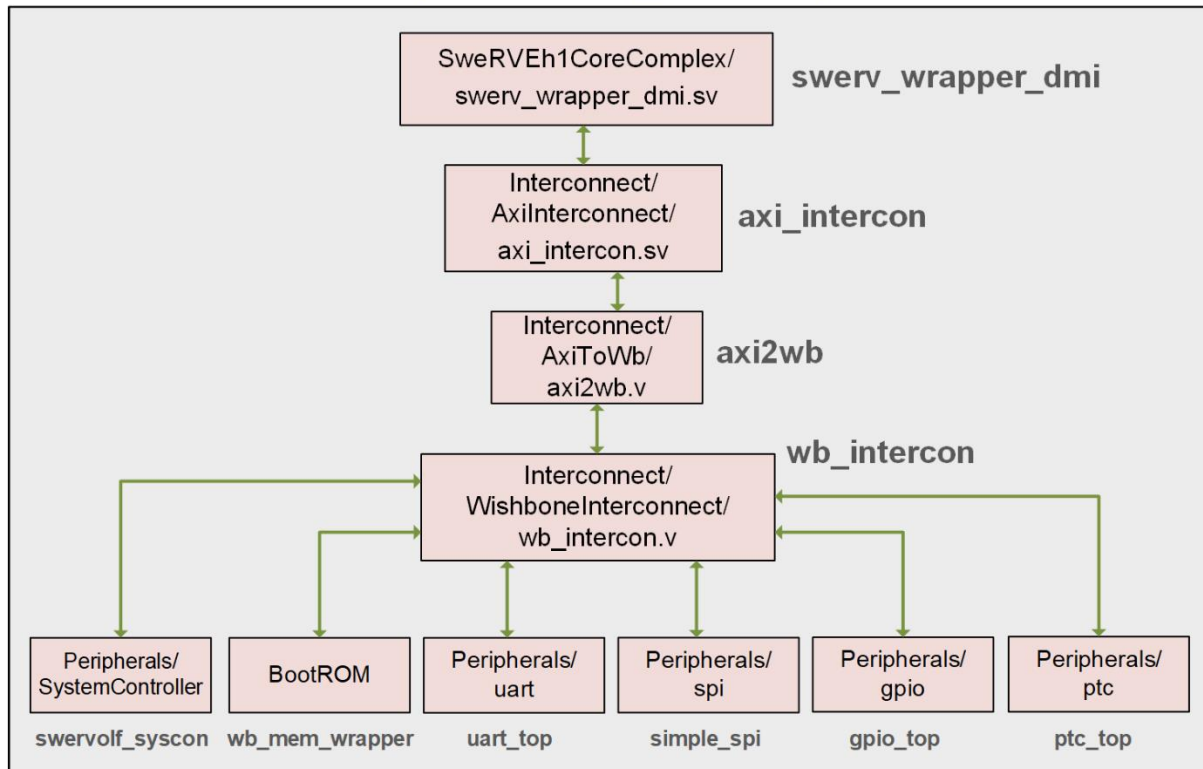 SweRVEh1CoreComplex/
swerv_wrapper_dmi.sv
swerv_wrapper_dmi
Interconnect/
AxiInterconnect/
axi_intercon.sv
axi_intercon
Interconnect/
AxiToWb/
axi2wb.v
axi2wb
wb_intercon
Interconnect/
WishboneInterconnect/
wb_intercon.v
Peripherals/
SystemController
BootROM
Peripherals/
uart
Peripherals/
spi
Peripherals/
gpio
Peripherals/
ptc
swervolf_syscon
wb_mem_wrapper
uart_top
simple_spi
gpio_top
ptc_top